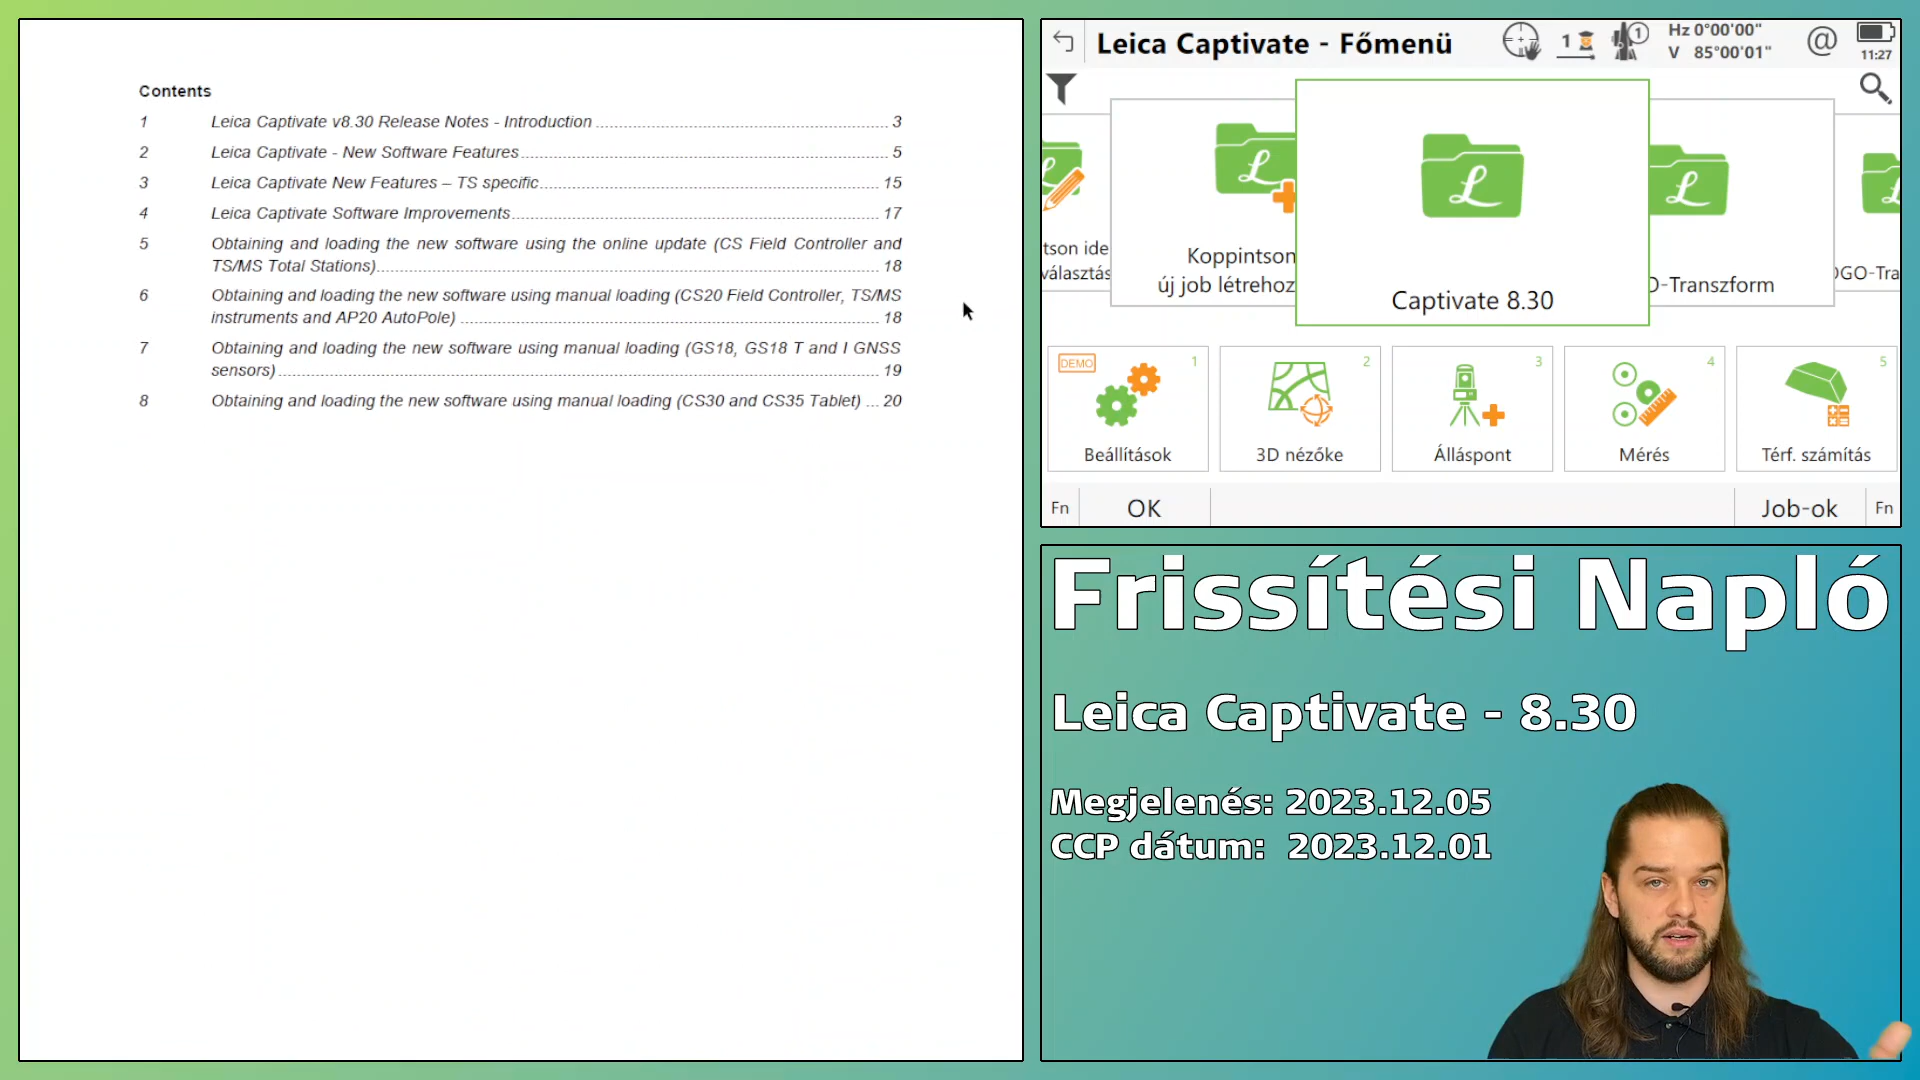 Contents
1 Leica Captivate v8.30 Release Notes - Introduction 3
2 Leica Captivate - New Software Features 5
3 Leica Captivate New Features – TS specific 15
4 Leica Captivate Software Improvements 17
5 Obtaining and loading the new software using the online update (CS Field Controller and
TS/MS Total Stations) 18
6 Obtaining and loading the new software using manual loading (CS20 Field Controller, TS/MS
instruments and AP20 AutoPole) 18
7 Obtaining and loading the new software using manual loading (GS18, GS18 T and I GNSS
sensors) 19
8 Obtaining and loading the new software using manual loading (CS30 and CS35 Tablet) ... 20
Leica Captivate - Főmenü
1
1
Hz 0°00'00"
V 85°00'01"
@
11:27
tson ide
választás
Koppintson
új job létrehoz
Captivate 8.30
O-Transzform
OGO-Tra
DEMO 1
Beállítások
2
3D nézőke
3
Álláspont
4
Mérés
5
Térf. számítás
Fn OK Job-ok Fn
Frissítési Napló
Leica Captivate - 8.30
Megjelenés: 2023.12.05
CCP dátum: 2023.12.01